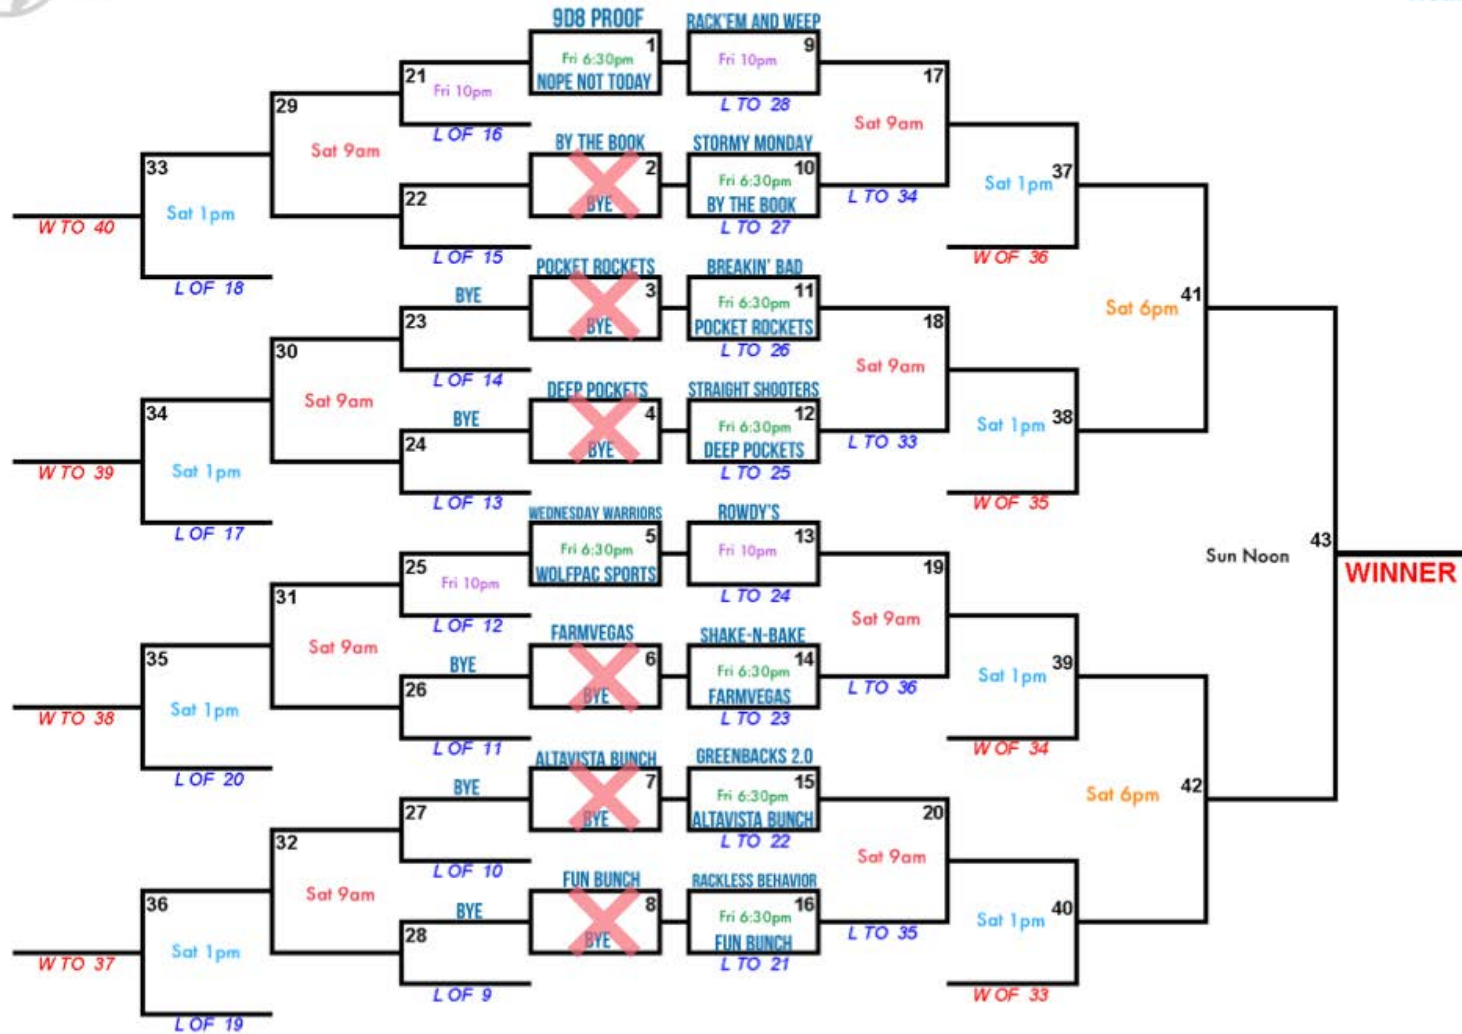 9D8 PROOF
1
Fri 6:30pm
NOPE NOT TODAY
RACK'EM AND WEEP
9
Fri 10pm
L TO 28
21
Fri 10pm
L OF 16
29
Sat 9am
BY THE BOOK
2
BYE
STORMY MONDAY
10
Fri 6:30pm
BY THE BOOK
L TO 27
17
Sat 9am
L TO 34
33
Sat 1pm
W TO 40
L OF 18
22
L OF 15
37
Sat 1pm
W OF 36
POCKET ROCKETS
3
BYE
BREAKIN' BAD
11
Fri 6:30pm
POCKET ROCKETS
L TO 26
BYE
23
L OF 14
30
Sat 9am
18
Sat 9am
L TO 33
41
Sat 6pm
DEEP POCKETS
4
BYE
STRAIGHT SHOOTERS
12
Fri 6:30pm
DEEP POCKETS
L TO 25
BYE
24
L OF 13
34
Sat 1pm
W TO 39
L OF 17
38
Sat 1pm
W OF 35
WEDNESDAY WARRIORS
5
Fri 6:30pm
WOLFPAC SPORTS
ROWDY'S
13
Fri 10pm
L TO 24
25
Fri 10pm
L OF 12
31
Sat 9am
19
Sat 9am
L TO 36
Sun Noon
43
WINNER
FARMVEGAS
6
BYE
SHAKE-N-BAKE
14
Fri 6:30pm
FARMVEGAS
L TO 23
BYE
26
L OF 11
35
Sat 1pm
W TO 38
L OF 20
39
Sat 1pm
W OF 34
ALTAVISTA BUNCH
7
BYE
GREENBACKS 2.0
15
Fri 6:30pm
ALTAVISTA BUNCH
L TO 22
BYE
27
L OF 10
32
Sat 9am
20
Sat 9am
L TO 35
42
Sat 6pm
FUN BUNCH
8
BYE
RACKLESS BEHAVIOR
16
Fri 6:30pm
FUN BUNCH
L TO 21
BYE
28
L OF 9
36
Sat 1pm
W TO 37
L OF 19
40
Sat 1pm
W OF 33